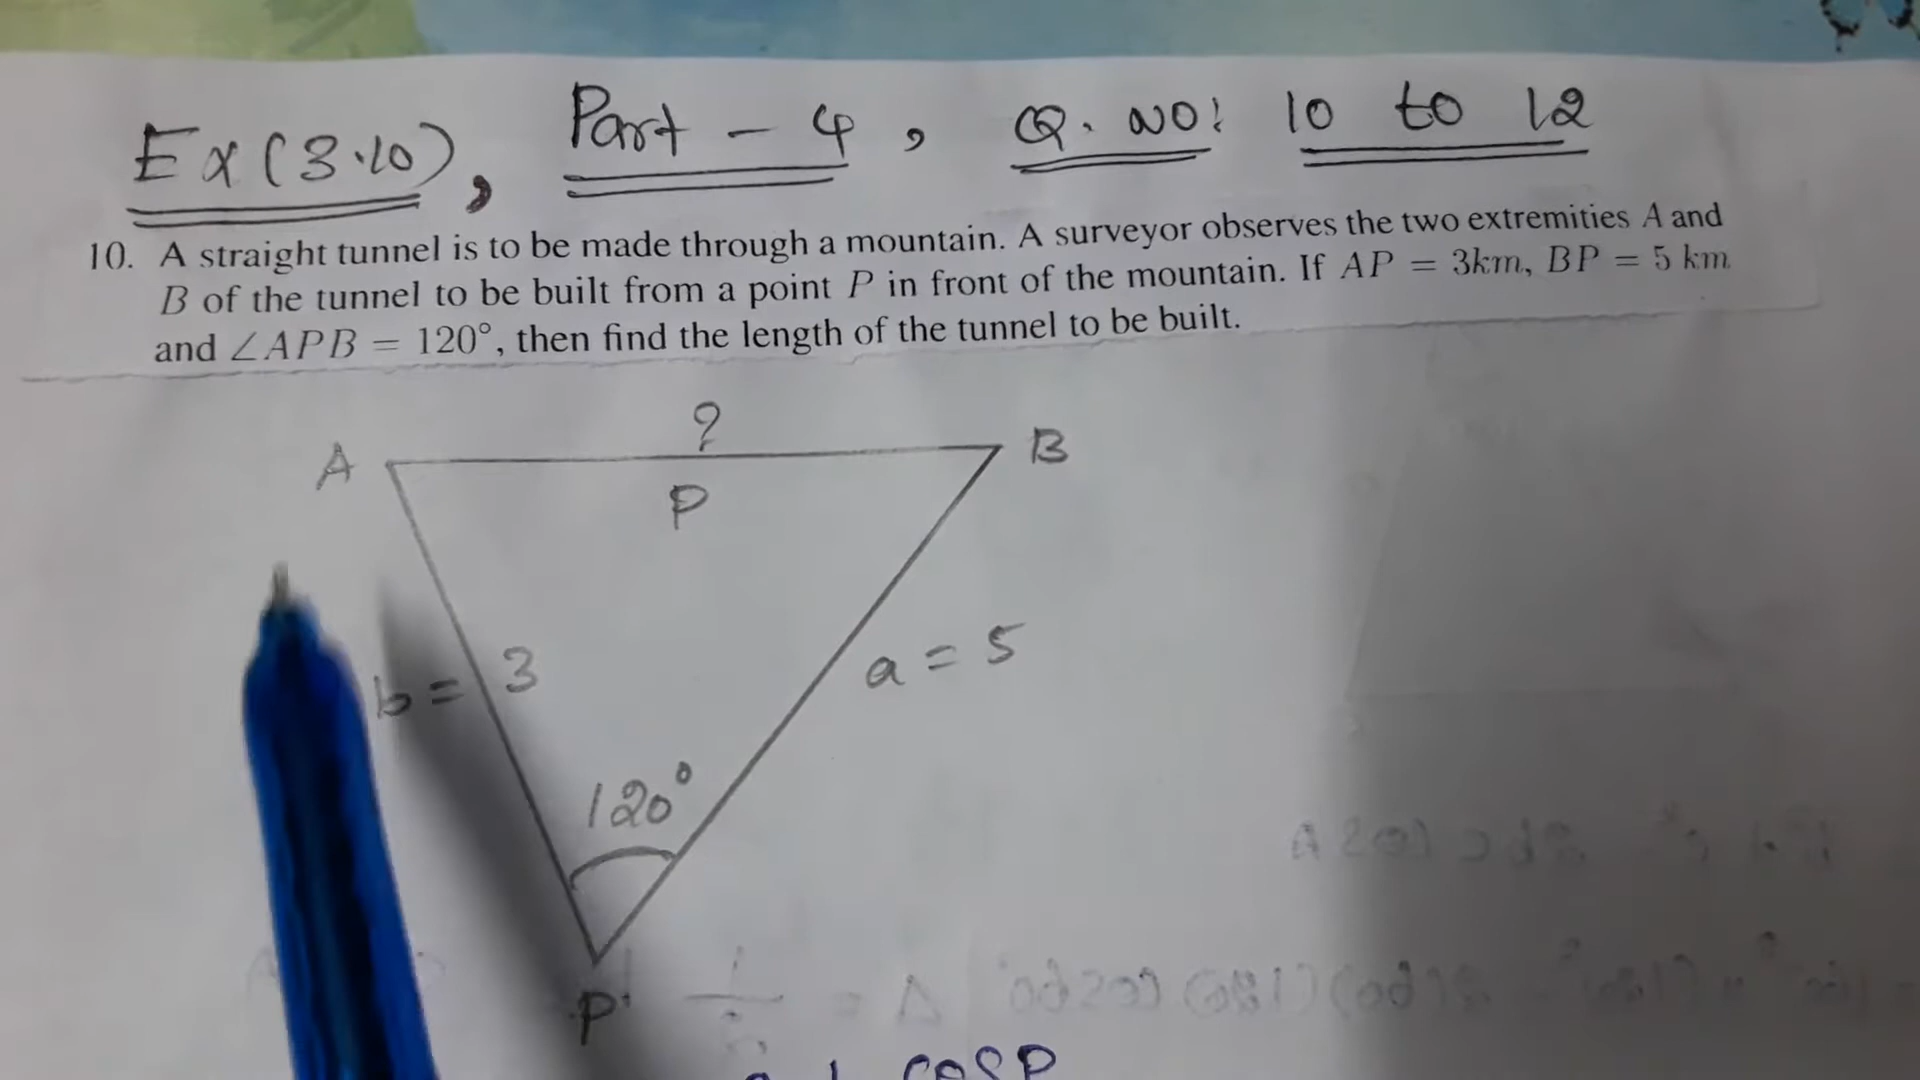 Ex(3.10), Part - 4, Q. NO: 10 to 12
10. A straight tunnel is to be made through a mountain. A surveyor observes the two extremities A and
B of the tunnel to be built from a point P in front of the mountain. If AP = 3km, BP = 5 km
and ∠APB = 120°, then find the length of the tunnel to be built.
?
A B
P
b = 3 a = 5
120°
P
cosP